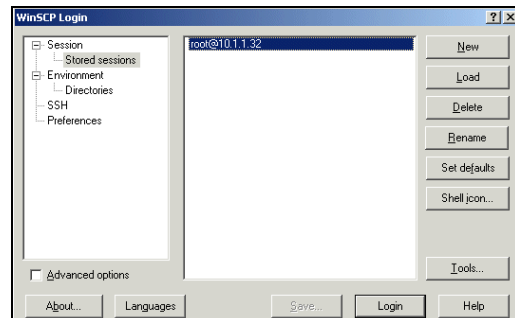 WinSCP Login
Session
Stored sessions
Environment
Directories
SSH
Preferences
Advanced options
root@10.1.1.32
New
Load
Delete
Rename
Set defaults
Shell icon...
Tools...
About...
Languages
Save...
Login
Help